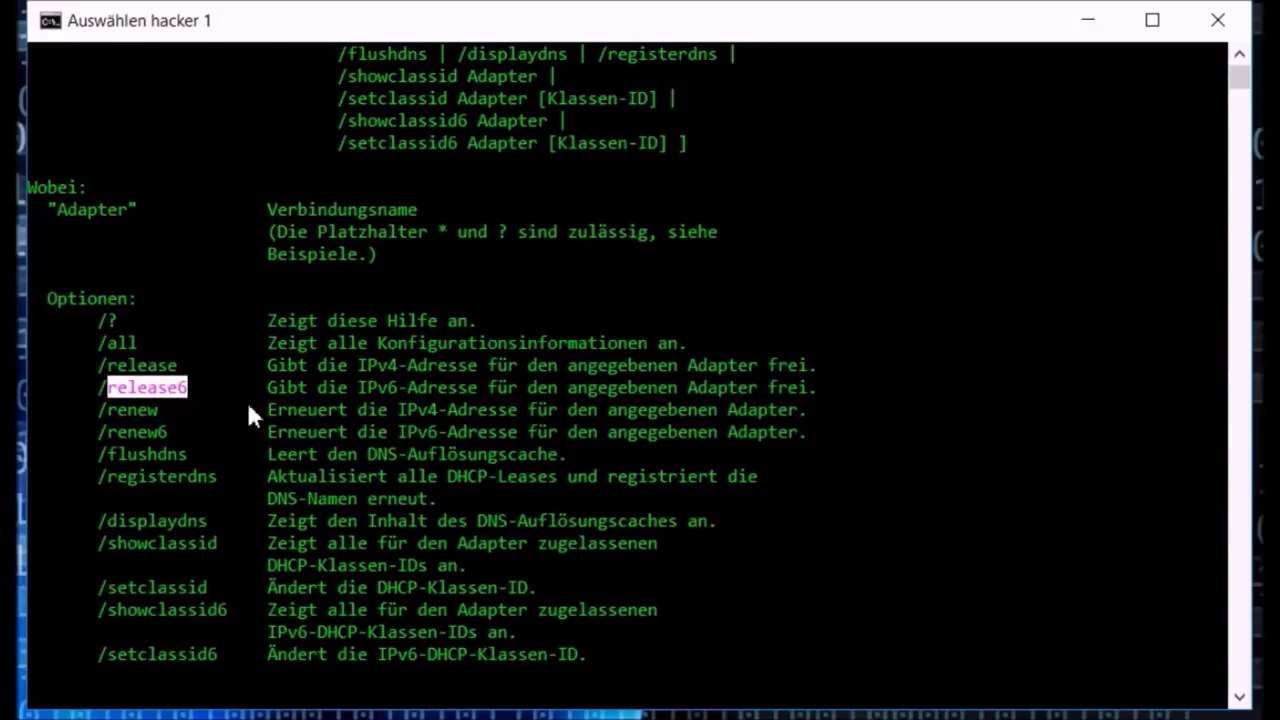 Auswählen hacker 1
/flushdns | /displaydns | /registerdns |
/showclassid Adapter |
/setclassid Adapter [Klassen-ID] |
/showclassid6 Adapter |
/setclassid6 Adapter [Klassen-ID] ]
Wobei:
"Adapter" Verbindungsname
(Die Platzhalter * und ? sind zulässig, siehe
Beispiele.)
Optionen:
/? Zeigt diese Hilfe an.
/all Zeigt alle Konfigurationsinformationen an.
/release Gibt die IPv4-Adresse für den angegebenen Adapter frei.
/release6 Gibt die IPv6-Adresse für den angegebenen Adapter frei.
/renew Erneuert die IPv4-Adresse für den angegebenen Adapter.
/renew6 Erneuert die IPv6-Adresse für den angegebenen Adapter.
/flushdns Leert den DNS-Auflösungscache.
/registerdns Aktualisiert alle DHCP-Leases und registriert die
DNS-Namen erneut.
/displaydns Zeigt den Inhalt des DNS-Auflösungscaches an.
/showclassid Zeigt alle für den Adapter zugelassenen
DHCP-Klassen-IDs an.
/setclassid Ändert die DHCP-Klassen-ID.
/showclassid6 Zeigt alle für den Adapter zugelassenen
IPv6-DHCP-Klassen-IDs an.
/setclassid6 Ändert die IPv6-DHCP-Klassen-ID.